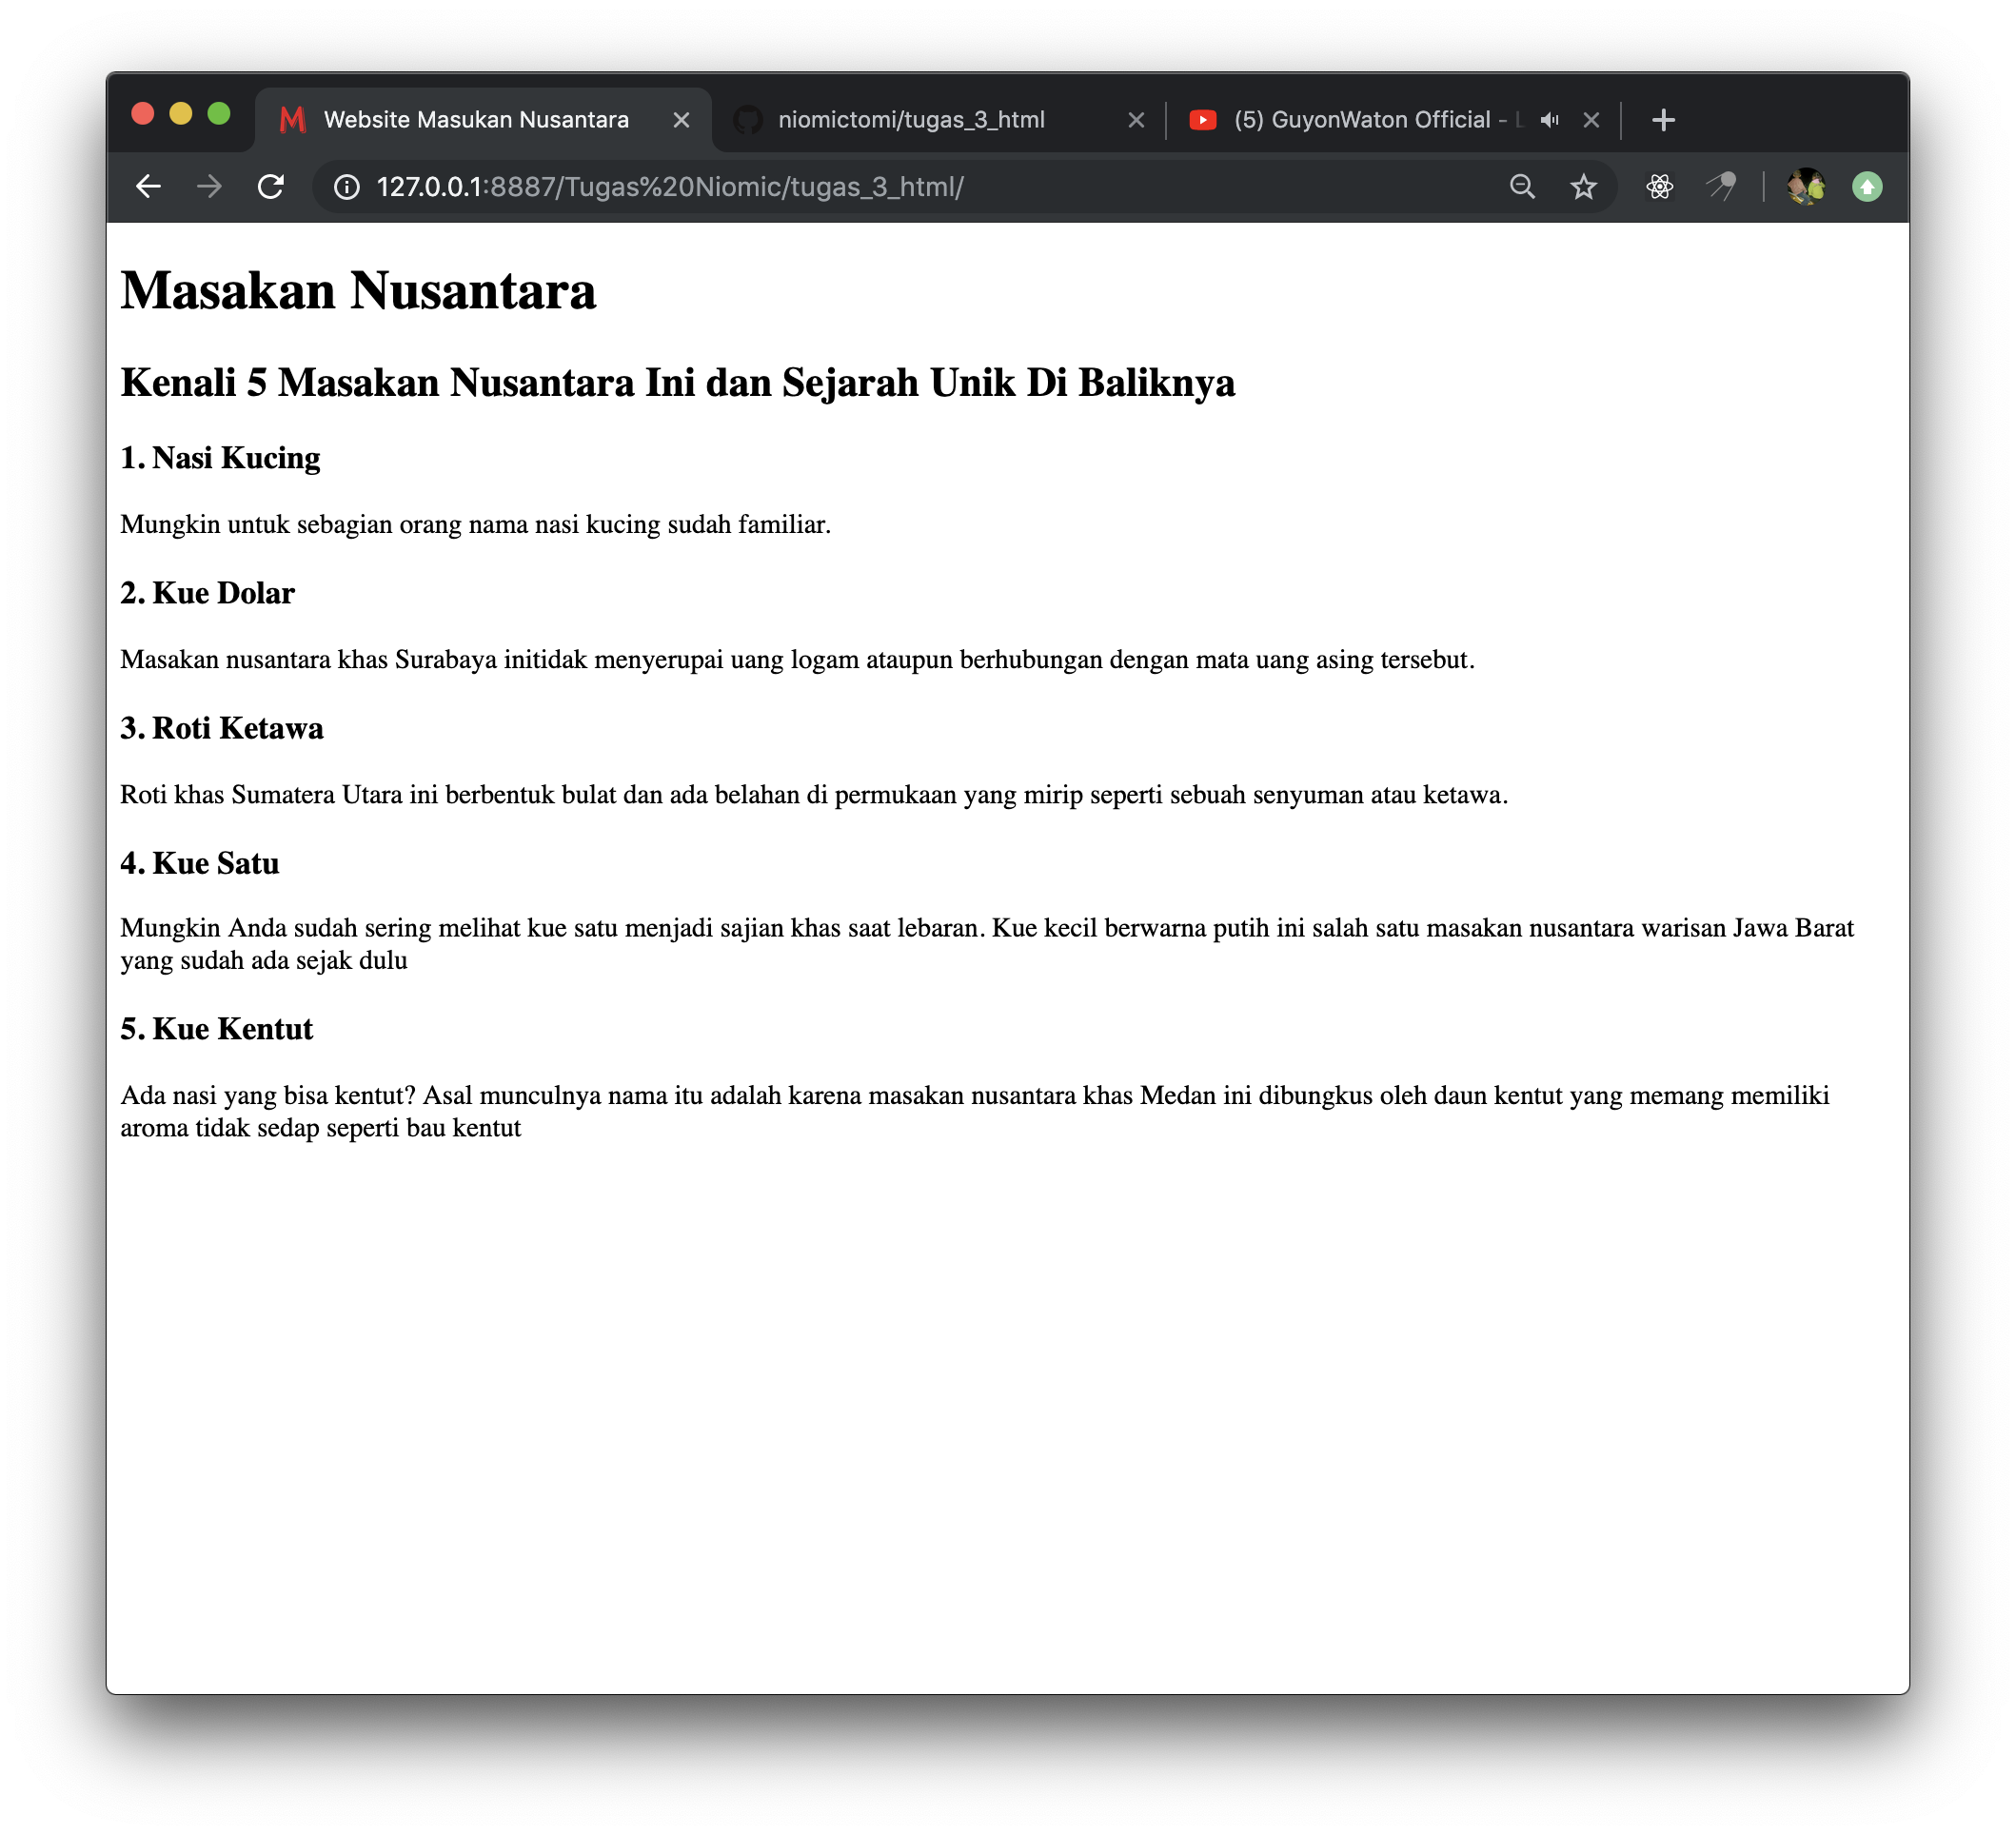 Website Masukan Nusantara
niomictomi/tugas_3_html
(5) GuyonWaton Official - L
127.0.0.1:8887/Tugas%20Niomic/tugas_3_html/
Masakan Nusantara
Kenali 5 Masakan Nusantara Ini dan Sejarah Unik Di Baliknya
1. Nasi Kucing
Mungkin untuk sebagian orang nama nasi kucing sudah familiar.
2. Kue Dolar
Masakan nusantara khas Surabaya initidak menyerupai uang logam ataupun berhubungan dengan mata uang asing tersebut.
3. Roti Ketawa
Roti khas Sumatera Utara ini berbentuk bulat dan ada belahan di permukaan yang mirip seperti sebuah senyuman atau ketawa.
4. Kue Satu
Mungkin Anda sudah sering melihat kue satu menjadi sajian khas saat lebaran. Kue kecil berwarna putih ini salah satu masakan nusantara warisan Jawa Barat
yang sudah ada sejak dulu
5. Kue Kentut
Ada nasi yang bisa kentut? Asal munculnya nama itu adalah karena masakan nusantara khas Medan ini dibungkus oleh daun kentut yang memang memiliki
aroma tidak sedap seperti bau kentut